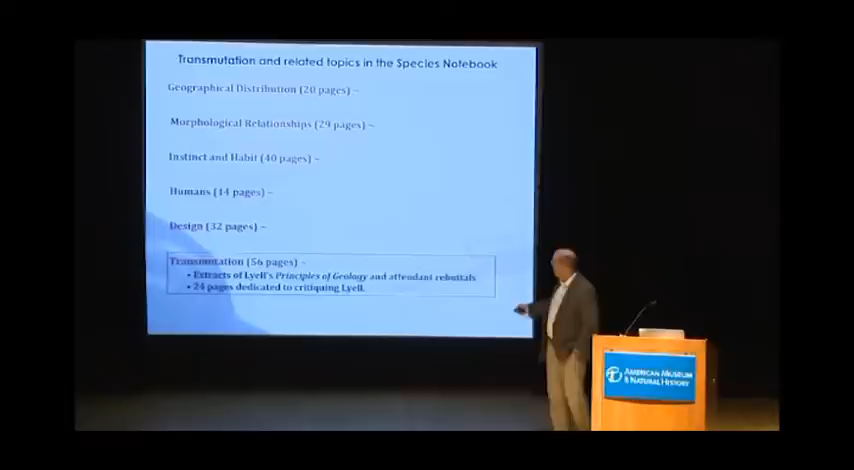 Transmutation and related topics in the Species Notebook
Geographical Distribution (20 pages) ~
Morphological Relationships (29 pages) ~
Instinct and Habit (40 pages) ~
Humans (14 pages) ~
Design (32 pages) ~
Transmutation (56 pages) ~
• Extracts of Lyell's Principles of Geology and attendant rebuttals
• 24 pages dedicated to critiquing Lyell.
AMERICAN MUSEUM
& NATURAL HISTORY